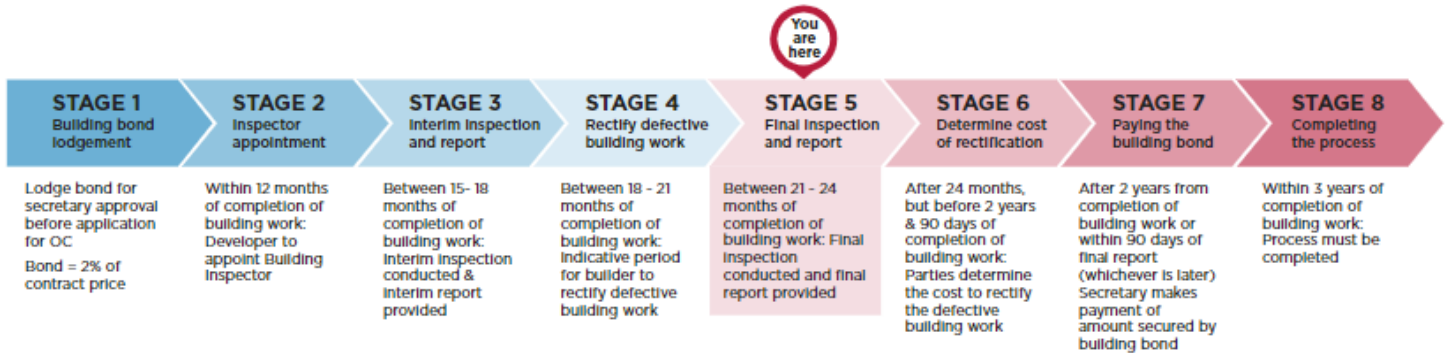 You
are
here
STAGE 1
Building bond
lodgement
STAGE 2
Inspector
appointment
STAGE 3
Interim inspection
and report
STAGE 4
Rectify defective
building work
STAGE 5
Final inspection
and report
STAGE 6
Determine cost
of rectification
STAGE 7
Paying the
building bond
STAGE 8
Completing
the process
Lodge bond for
secretary approval
before application
for OC
Bond = 2% of
contract price
Within 12 months
of completion of
building work:
Developer to
appoint Building
Inspector
Between 15- 18
months of
completion of
building work:
Interim inspection
conducted &
interim report
provided
Between 18 - 21
months of
completion of
building work:
Indicative period
for builder to
rectify defective
building work
Between 21 - 24
months of
completion of
building work: Final
inspection
conducted and final
report provided
After 24 months,
but before 2 years
& 90 days of
completion of
building work:
Parties determine
the cost to rectify
the defective
building work
After 2 years from
completion of
building work or
within 90 days of
final report
(whichever is later)
Secretary makes
payment of
amount secured by
building bond
Within 3 years of
completion of
building work:
Process must be
completed